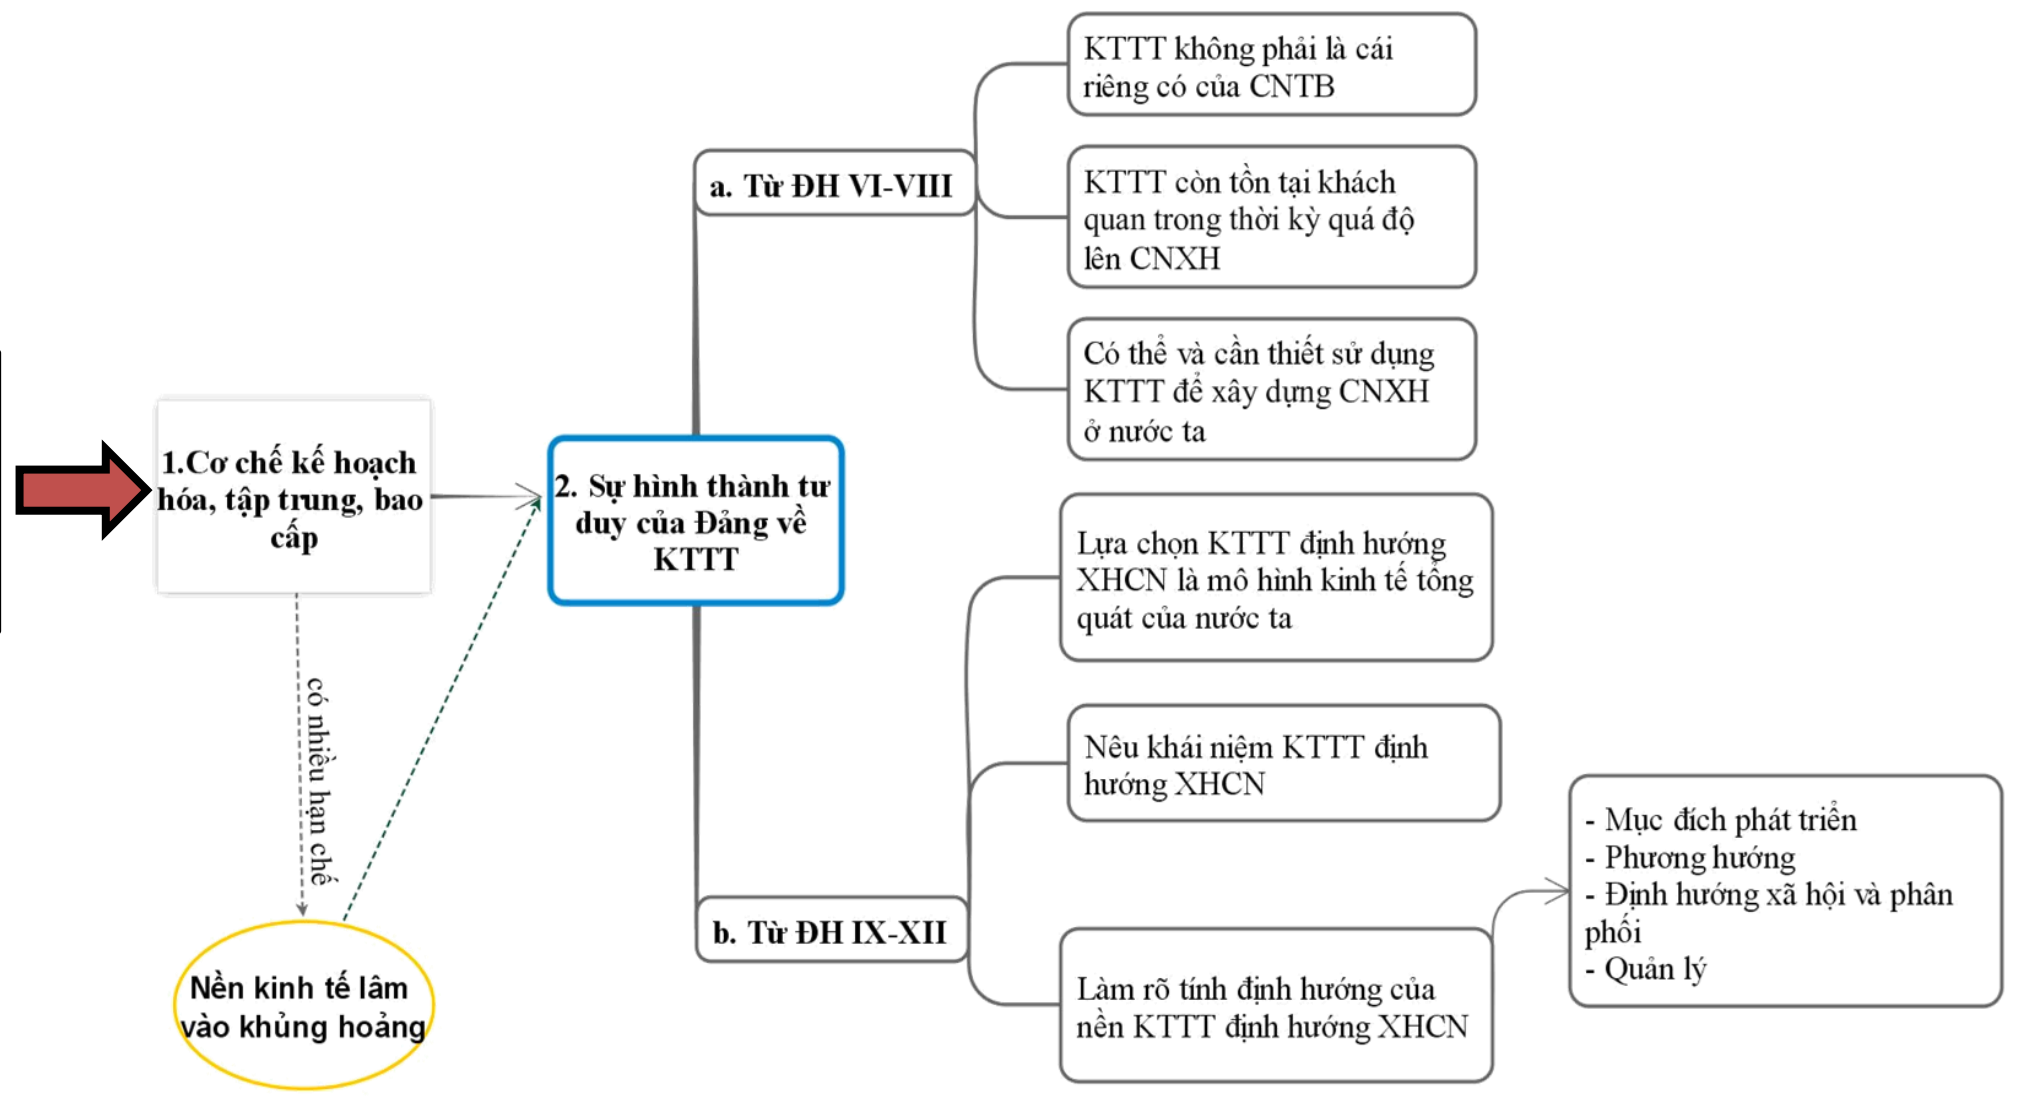 1.Cơ chế kế hoạch
hóa, tập trung, bao
cấp
có nhiều hạn chế
Nền kinh tế lâm
vào khủng hoảng
2. Sự hình thành tư
duy của Đảng về
KTTT
a. Từ ĐH VI-VIII
KTTT không phải là cái
riêng có của CNTB
KTTT còn tồn tại khách
quan trong thời kỳ quá độ
lên CNXH
Có thể và cần thiết sử dụng
KTTT để xây dựng CNXH
ở nước ta
b. Từ ĐH IX-XII
Lựa chọn KTTT định hướng
XHCN là mô hình kinh tế tổng
quát của nước ta
Nêu khái niệm KTTT định
hướng XHCN
Làm rõ tính định hướng của
nền KTTT định hướng XHCN
- Mục đích phát triển
- Phương hướng
- Định hướng xã hội và phân
phối
- Quản lý